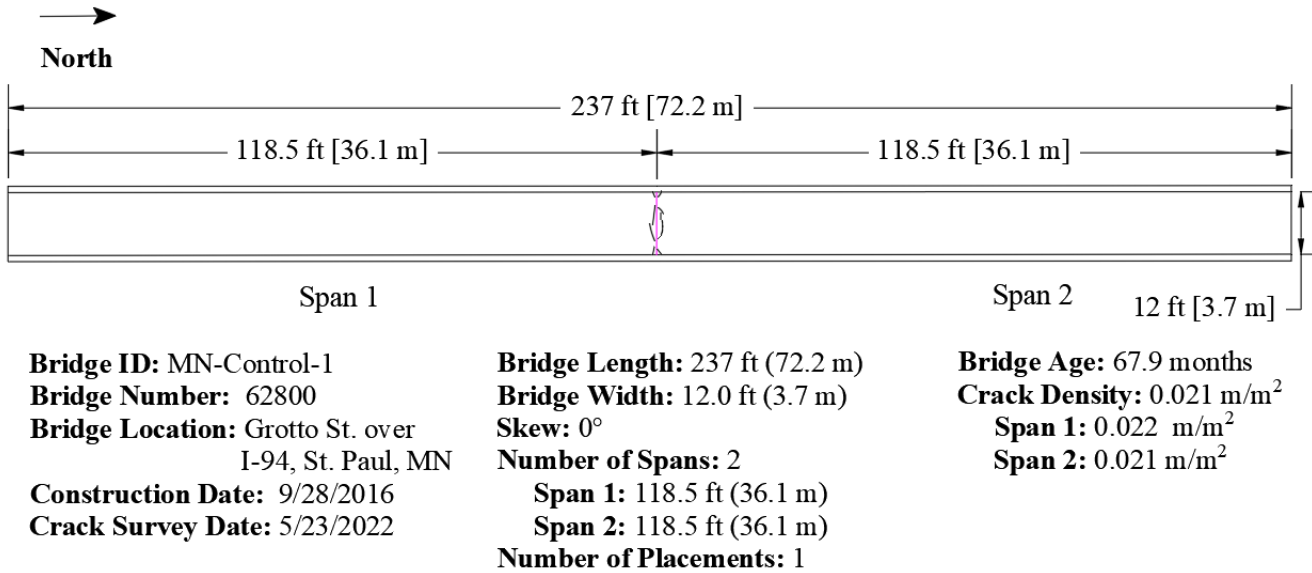 North
237 ft [72.2 m]
118.5 ft [36.1 m]
118.5 ft [36.1 m]
Span 1
Span 2
12 ft [3.7 m]
Bridge ID: MN-Control-1
Bridge Number: 62800
Bridge Location: Grotto St. over
I-94, St. Paul, MN
Construction Date: 9/28/2016
Crack Survey Date: 5/23/2022
Bridge Length: 237 ft (72.2 m)
Bridge Width: 12.0 ft (3.7 m)
Skew: 0°
Number of Spans: 2
Span 1: 118.5 ft (36.1 m)
Span 2: 118.5 ft (36.1 m)
Number of Placements: 1
Bridge Age: 67.9 months
Crack Density: 0.021 m/m²
Span 1: 0.022 m/m²
Span 2: 0.021 m/m²